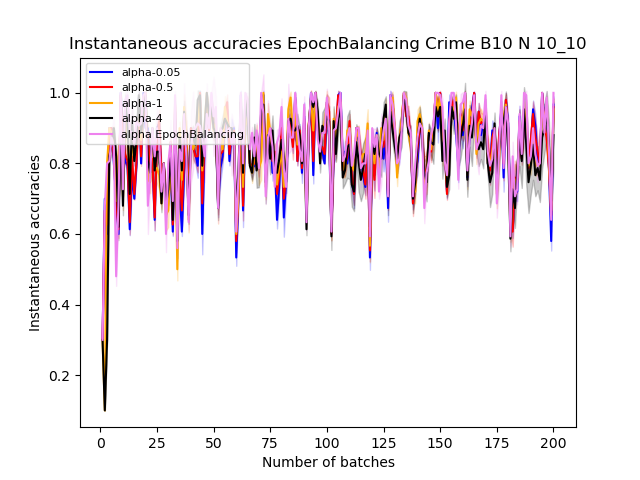 Instantaneous accuracies EpochBalancing Crime B10 N 10_10
alpha-0.05
alpha-0.5
alpha-1
alpha-4
alpha EpochBalancing
1.0
0.8
0.6
0.4
0.2
Instantaneous accuracies
0 25 50 75 100 125 150 175 200
Number of batches